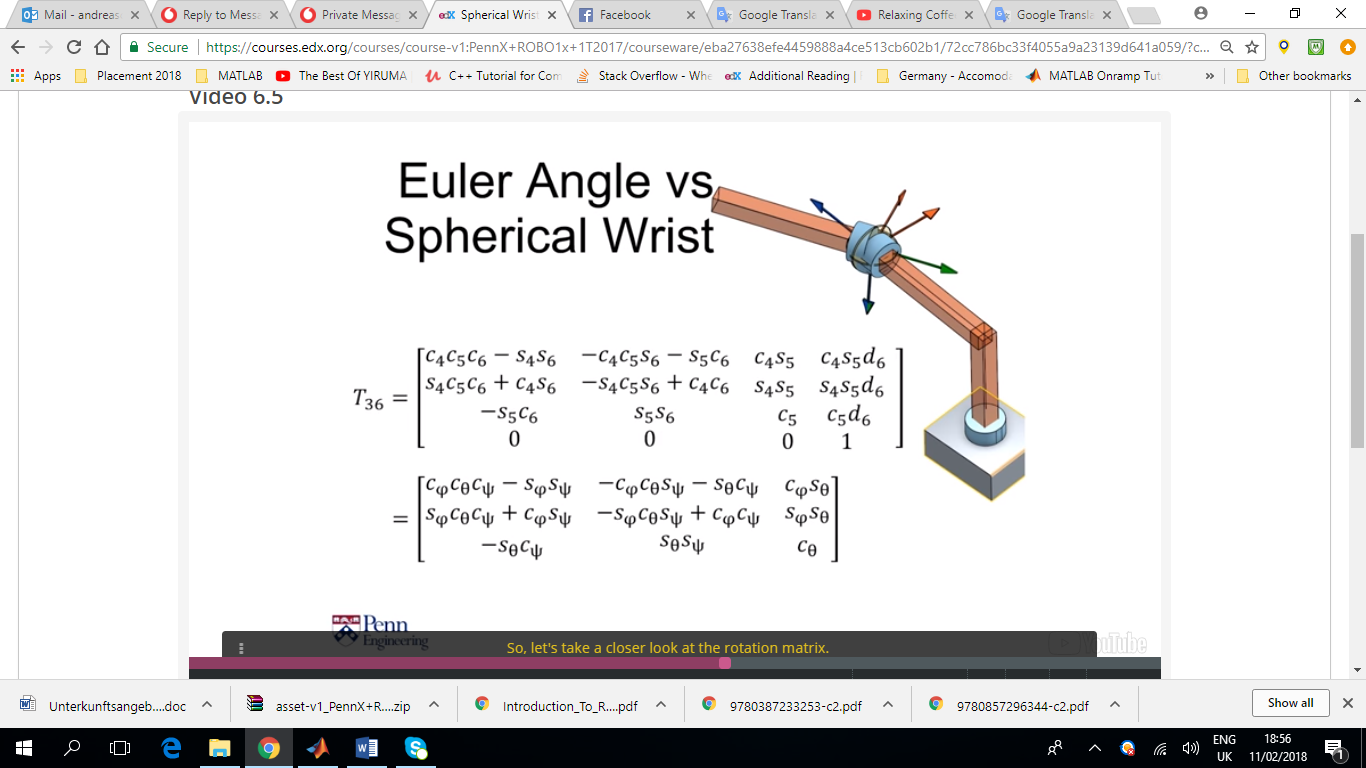 Mail - andreas
Reply to Messa
Private Messag
Spherical Wrist
Facebook
Google Transla
Relaxing Coffe
Google Transla
Secure | https://courses.edx.org/courses/course-v1:PennX+ROBO1x+1T2017/courseware/eba27638efe4459886a4ce513cb602b1/72cc786bc33f4055a9a23139d641a059/?c...
Apps Placement 2018 MATLAB The Best Of YIRUMA C++ Tutorial for Com Stack Overflow - Whe Additional Reading | Germany - Accomoda MATLAB Onramp Tut » Other bookmarks
Video 6.5
Euler Angle vs
Spherical Wrist
T₃₆ =
c₄c₅c₆ − s₄s₆ −c₄c₅s₆ − s₅c₆ c₄s₅ c₄s₅d₆
s₄c₅c₆ + c₄s₆ −s₄c₅s₆ + c₄c₆ s₄s₅ s₄s₅d₆
−s₅c₆ s₅s₆ c₅ c₅d₆
0 0 0 1
=
cφcθcψ − sφsψ −cφcθsψ − sθcψ cφsθ
sφcθcψ + cφsψ −sφcθsψ + cφcψ sφsθ
−sθcψ sθsψ cθ
Penn
Engineering
YouTube
So, let's take a closer look at the rotation matrix.
Unterkunftsangeb....doc
asset-v1_PennX+R....zip
Introduction_To_R....pdf
9780387233253-c2.pdf
9780857296344-c2.pdf
Show all
ENG
UK
18:56
11/02/2018
1